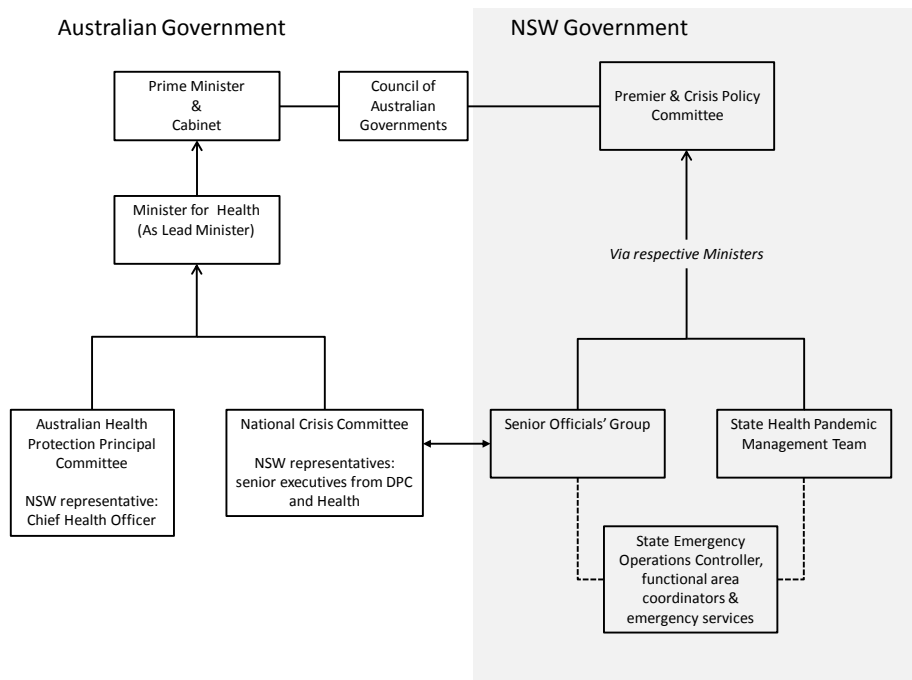 Australian Government
NSW Government
Prime Minister
&
Cabinet
Council of
Australian
Governments
Premier & Crisis Policy
Committee
Minister for Health
(As Lead Minister)
Via respective Ministers
Australian Health
Protection Principal
Committee
NSW representative:
Chief Health Officer
National Crisis Committee
NSW representatives:
senior executives from DPC
and Health
Senior Officials’ Group
State Health Pandemic
Management Team
State Emergency
Operations Controller,
functional area
coordinators &
emergency services